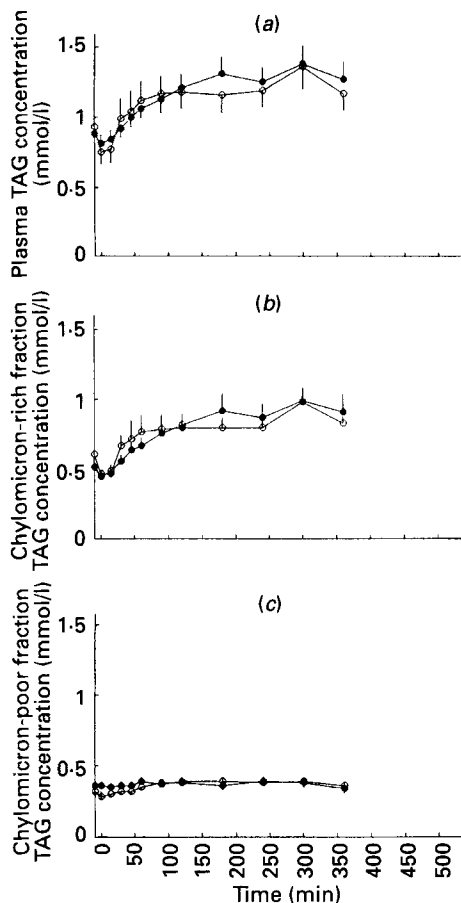 (a)
Plasma TAG concentration
(mmol/l)
1·5
1
0·5
0
(b)
Chylomicron-rich fraction
TAG concentration (mmol/l)
1·5
1
0·5
0
(c)
Chylomicron-poor fraction
TAG concentration (mmol/l)
1·5
1
0·5
0
0 50 100 150 200 250 300 350 400 450 500
Time (min)